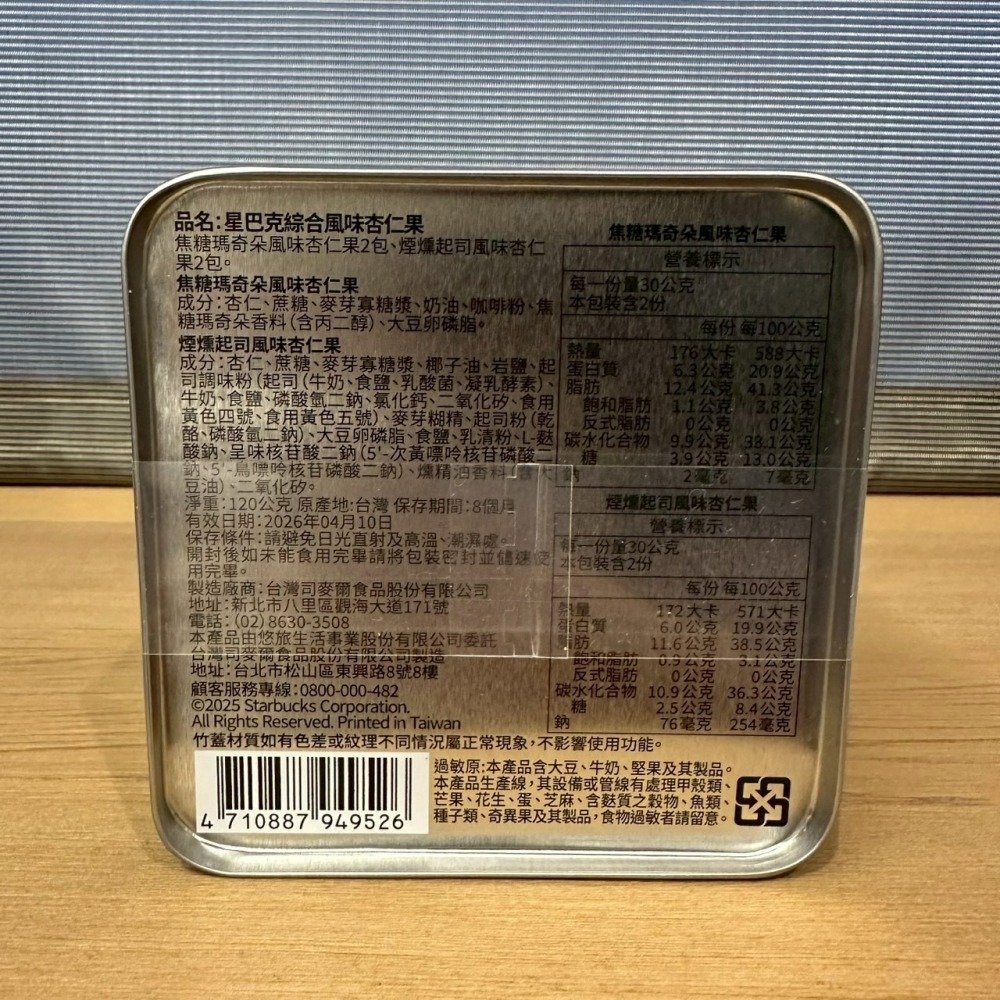 品名:星巴克綜合風味杏仁果
焦糖瑪奇朵風味杏仁果2包、煙燻起司風味杏仁
果2包。
焦糖瑪奇朵風味杏仁果
成分:杏仁、蔗糖、麥芽寡糖漿、奶油、咖啡粉、焦
糖瑪奇朵香料(含丙二醇)、大豆卵磷脂。
煙燻起司風味杏仁果
成分:杏仁、蔗糖、麥芽寡糖漿、椰子油、岩鹽、起
司調味粉(起司(牛奶、食鹽、乳酸菌、凝乳酵素)、
牛奶、食鹽、磷酸氫二鈉、氯化鈣、二氧化矽、食用
黃色四號、食用黃色五號)、麥芽糊精、起司粉(乾
酪、磷酸氫二鈉)、大豆卵磷脂、食鹽、乳清粉、L-麩
酸鈉、呈味核苷磷酸二鈉(5'-次黃嘌呤核苷磷酸二
鈉、5'-鳥嘌呤核苷磷酸二鈉)、燻精油香料(含大
豆油)、二氧化矽。
淨重:120公克 原產地:台灣 保存期間:8個月
有效日期:2026年04月10日
保存條件:請避免日光直射及高溫、潮濕處。
開封後如未能食用完畢請將包裝密封並儘速使
用完畢。
製造廠商:台灣司麥爾食品股份有限公司
地址:新北市八里區觀海大道171號
電話:(02)8630-3508
本產品由悠旅生活事業股份有限公司委託
台灣司麥爾食品股份有限公司製造
地址:台北市松山區東興路8號8樓
顧客服務專線:0800-000-482
©2025 Starbucks Corporation.
All Rights Reserved. Printed in Taiwan
竹蓋材質如有色差或紋理不同情況屬正常現象,不影響使用功能。
焦糖瑪奇朵風味杏仁果
營養標示
每一份量30公克
本包裝含2份
每份 每100公克
熱量 176大卡 588大卡
蛋白質 6.3公克 20.9公克
脂肪 12.4公克 41.3公克
飽和脂肪 1.1公克 3.8公克
反式脂肪 0公克 0公克
碳水化合物 9.9公克 38.1公克
糖 3.9公克 13.0公克
鈉 2毫克 7毫克
煙燻起司風味杏仁果
營養標示
每一份量30公克
本包裝含2份
每份 每100公克
熱量 172大卡 571大卡
蛋白質 6.0公克 19.9公克
脂肪 11.6公克 38.5公克
飽和脂肪 0.9公克 3.1公克
反式脂肪 0公克 0公克
碳水化合物 10.9公克 36.3公克
糖 2.5公克 8.4公克
鈉 76毫克 254毫克
4 710887 949526
過敏原:本產品含大豆、牛奶、堅果及其製品。
本產品生產線,其設備或管線有處理甲殼類、
芒果、花生、蛋、芝麻、含麩質之穀物、魚類、
種子類、奇異果及其製品,食物過敏者請留意。